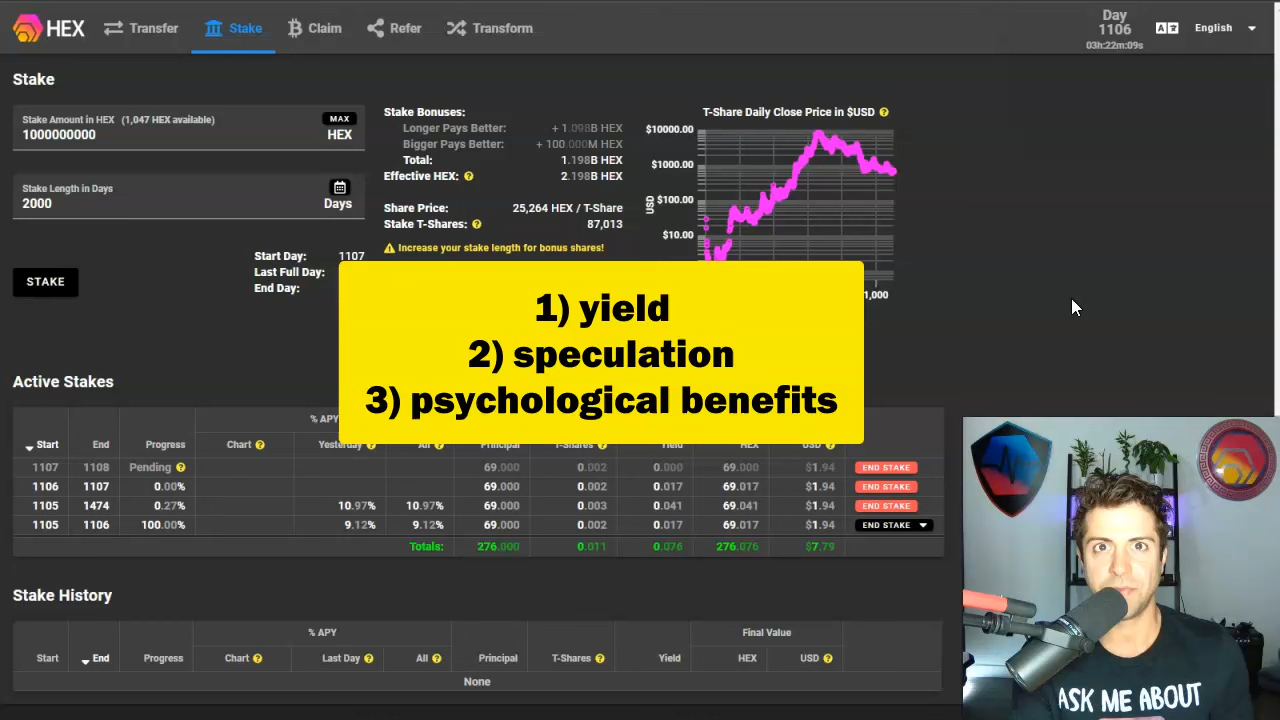 HEX
Transfer
Stake
Claim
Refer
Transform
Day
1106
03h:22m:09s
English
Stake
Stake Amount in HEX (1,047 HEX available)
MAX
1000000000
HEX
Stake Length in Days
2000
Days
Start Day: 1107
Last Full Day:
End Day:
STAKE
Stake Bonuses:
Longer Pays Better: + 1.098B HEX
Bigger Pays Better: + 100.000M HEX
Total: 1.198B HEX
Effective HEX: 2.198B HEX
Share Price: 25,264 HEX / T-Share
Stake T-Shares: 87,013
Increase your stake length for bonus shares!
T-Share Daily Close Price in $USD
$10000.00
$1000.00
$100.00
$10.00
USD
1,000
1) yield
2) speculation
3) psychological benefits
Active Stakes
% APY
Start End Progress Chart Yesterday All Principal T-Shares Yield HEX USD
1107 1108 Pending 69.000 0.002 0.000 69.000 $1.94 END STAKE
1106 1107 0.00% 69.000 0.002 0.017 69.017 $1.94 END STAKE
1105 1474 0.27% 10.97% 10.97% 69.000 0.003 0.041 69.041 $1.94 END STAKE
1105 1106 100.00% 9.12% 9.12% 69.000 0.002 0.017 69.017 $1.94 END STAKE
Totals: 276.000 0.011 0.076 276.076 $7.79
Stake History
% APY
Final Value
Start End Progress Chart Last Day All Principal T-Shares Yield HEX USD
None
ASK ME ABOUT